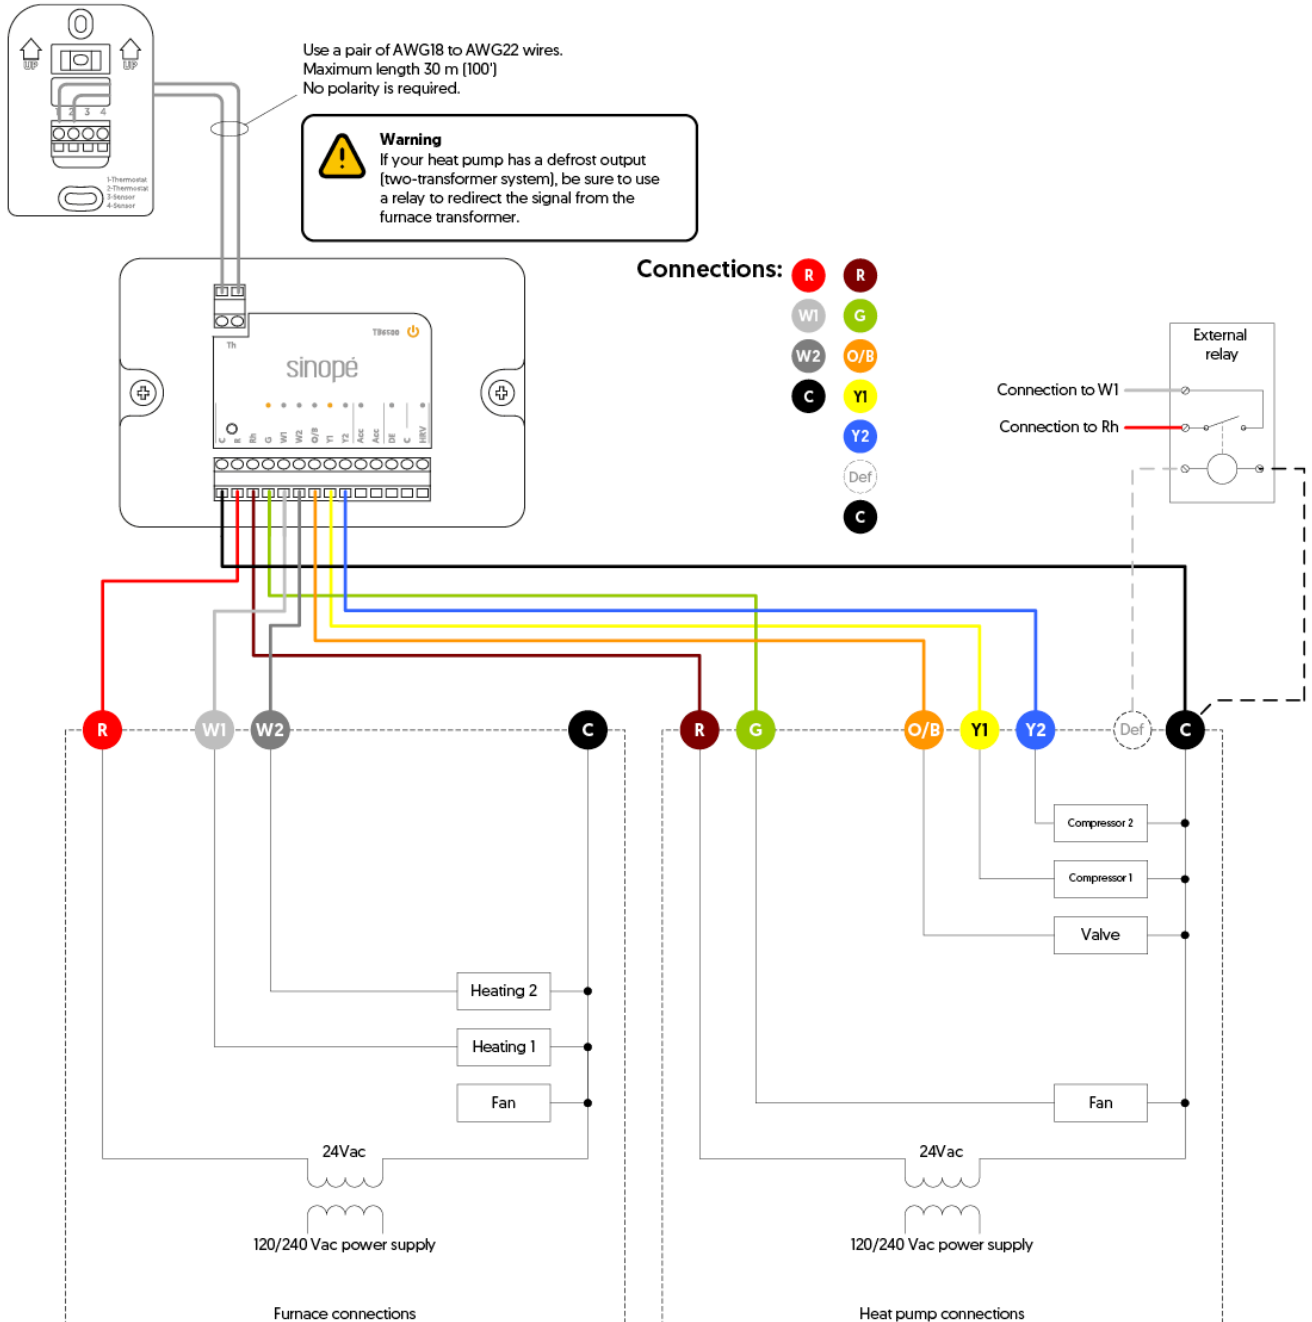 UP
UP
1 2 3 4
1-Thermostat
2-Thermostat
3-Sensor
4-Sensor
Use a pair of AWG18 to AWG22 wires.
Maximum length 30 m (100')
No polarity is required.
Warning
If your heat pump has a defrost output
(two-transformer system), be sure to use
a relay to redirect the signal from the
furnace transformer.
Th
sinopé
C R Rh G W1 W2 O/B Y1 Y2 Acc Acc DE C HRV
Connections:
R R
W1 G
W2 O/B
C Y1
Y2
Def
C
External
relay
Connection to W1
Connection to Rh
R W1 W2 C R G O/B Y1 Y2 Def C
Compressor 2
Compressor 1
Valve
Heating 2
Heating 1
Fan
Fan
24Vac
24Vac
120/240 Vac power supply
120/240 Vac power supply
Furnace connections
Heat pump connections